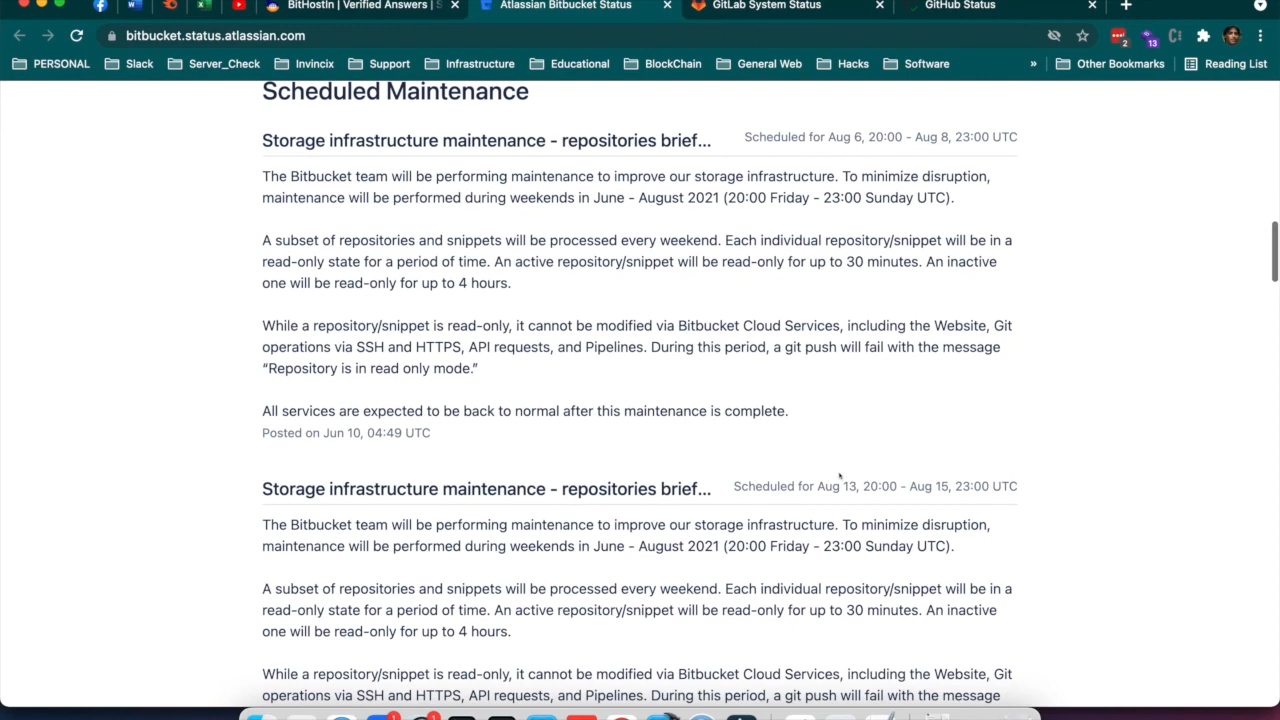 BitHostIn | Verified Answers | S
Atlassian Bitbucket Status
GitLab System Status
GitHub Status
bitbucket.status.atlassian.com
2
13
PERSONAL
Slack
Server_Check
Invincix
Support
Infrastructure
Educational
BlockChain
General Web
Hacks
Software
»
Other Bookmarks
Reading List
Scheduled Maintenance
Storage infrastructure maintenance - repositories brief...
Scheduled for Aug 6, 20:00 - Aug 8, 23:00 UTC
The Bitbucket team will be performing maintenance to improve our storage infrastructure. To minimize disruption,
maintenance will be performed during weekends in June - August 2021 (20:00 Friday - 23:00 Sunday UTC).
A subset of repositories and snippets will be processed every weekend. Each individual repository/snippet will be in a
read-only state for a period of time. An active repository/snippet will be read-only for up to 30 minutes. An inactive
one will be read-only for up to 4 hours.
While a repository/snippet is read-only, it cannot be modified via Bitbucket Cloud Services, including the Website, Git
operations via SSH and HTTPS, API requests, and Pipelines. During this period, a git push will fail with the message
“Repository is in read only mode.”
All services are expected to be back to normal after this maintenance is complete.
Posted on Jun 10, 04:49 UTC
Storage infrastructure maintenance - repositories brief...
Scheduled for Aug 13, 20:00 - Aug 15, 23:00 UTC
The Bitbucket team will be performing maintenance to improve our storage infrastructure. To minimize disruption,
maintenance will be performed during weekends in June - August 2021 (20:00 Friday - 23:00 Sunday UTC).
A subset of repositories and snippets will be processed every weekend. Each individual repository/snippet will be in a
read-only state for a period of time. An active repository/snippet will be read-only for up to 30 minutes. An inactive
one will be read-only for up to 4 hours.
While a repository/snippet is read-only, it cannot be modified via Bitbucket Cloud Services, including the Website, Git
operations via SSH and HTTPS, API requests, and Pipelines. During this period, a git push will fail with the message
1
1